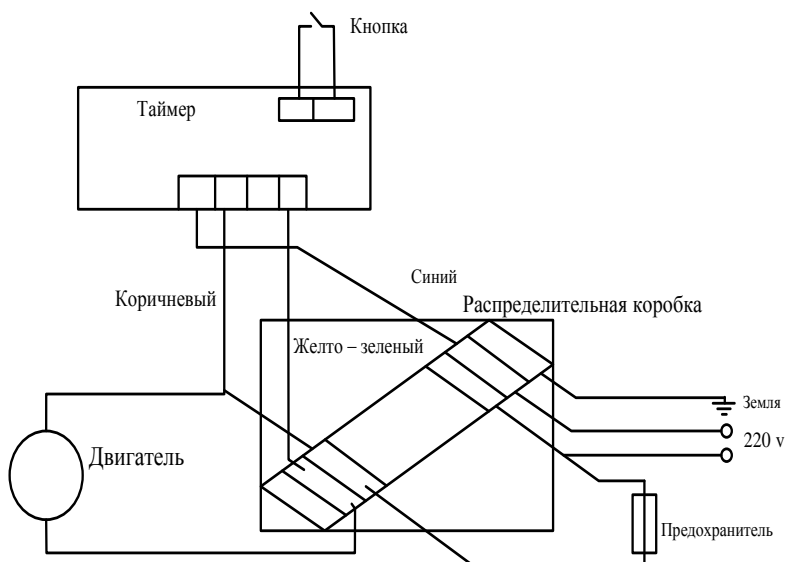 Кнопка
Таймер
Синий
Коричневый
Распределительная коробка
Желто – зеленый
Земля
220 v
Двигатель
Предохранитель